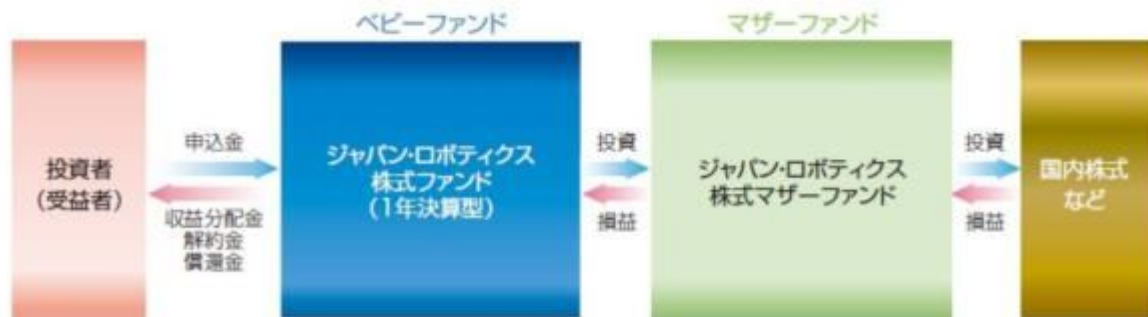 ベビーファンド
マザーファンド
投資者
(受益者)
申込金
収益分配金
解約金
償還金
ジャパン・ロボティクス
株式ファンド
(1年決算型)
投資
損益
ジャパン・ロボティクス
株式マザーファンド
投資
損益
国内株式
など